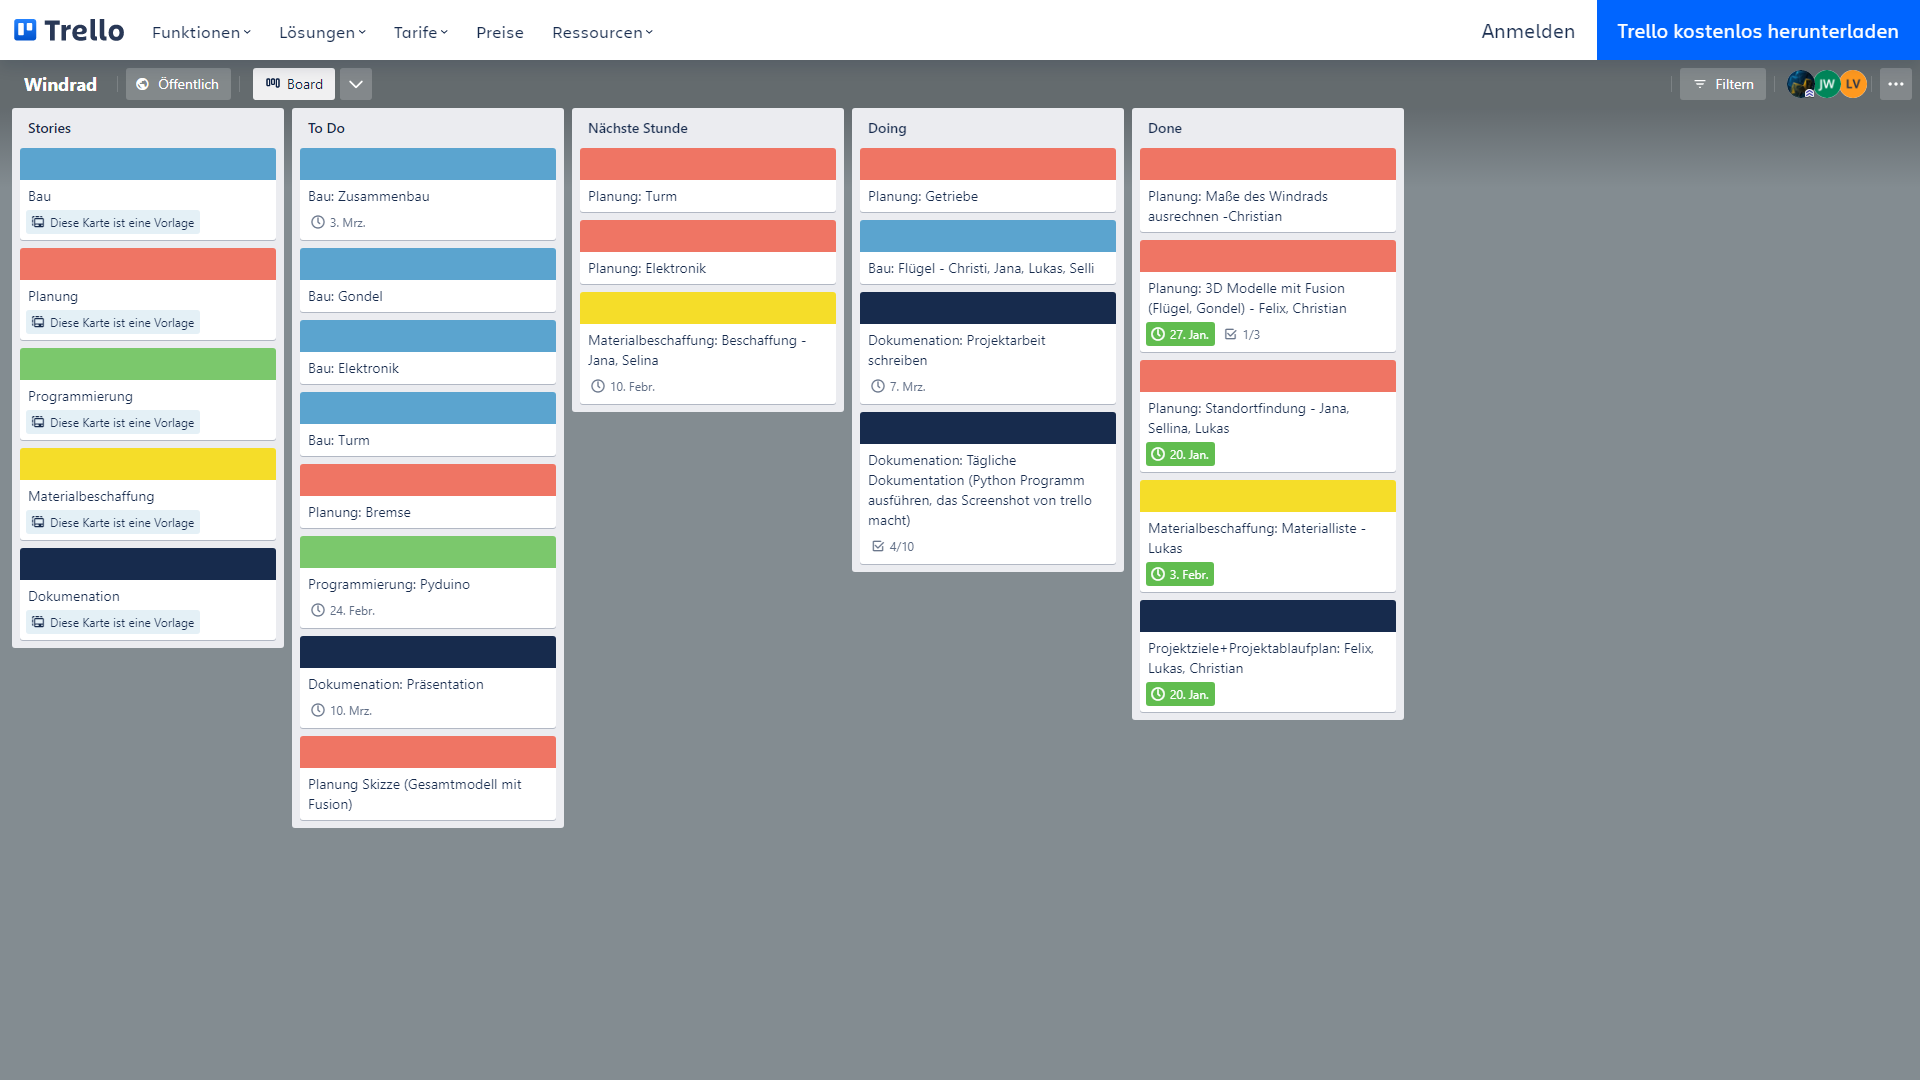 Trello
Funktionen
Lösungen
Tarife
Preise
Ressourcen
Anmelden
Trello kostenlos herunterladen
Windrad
Öffentlich
Board
Filtern
JW
LV
Stories
Bau
Diese Karte ist eine Vorlage
Planung
Diese Karte ist eine Vorlage
Programmierung
Diese Karte ist eine Vorlage
Materialbeschaffung
Diese Karte ist eine Vorlage
Dokumenation
Diese Karte ist eine Vorlage
To Do
Bau: Zusammenbau
3. Mrz.
Bau: Gondel
Bau: Elektronik
Bau: Turm
Planung: Bremse
Programmierung: Pyduino
24. Febr.
Dokumenation: Präsentation
10. Mrz.
Planung Skizze (Gesamtmodell mit
Fusion)
Nächste Stunde
Planung: Turm
Planung: Elektronik
Materialbeschaffung: Beschaffung -
Jana, Selina
10. Febr.
Doing
Planung: Getriebe
Bau: Flügel - Christi, Jana, Lukas, Selli
Dokumenation: Projektarbeit
schreiben
7. Mrz.
Dokumenation: Tägliche
Dokumentation (Python Programm
ausführen, das Screenshot von trello
macht)
4/10
Done
Planung: Maße des Windrads
ausrechnen -Christian
Planung: 3D Modelle mit Fusion
(Flügel, Gondel) - Felix, Christian
27. Jan.
1/3
Planung: Standortfindung - Jana,
Sellina, Lukas
20. Jan.
Materialbeschaffung: Materialliste -
Lukas
3. Febr.
Projektziele+Projektablaufplan: Felix,
Lukas, Christian
20. Jan.